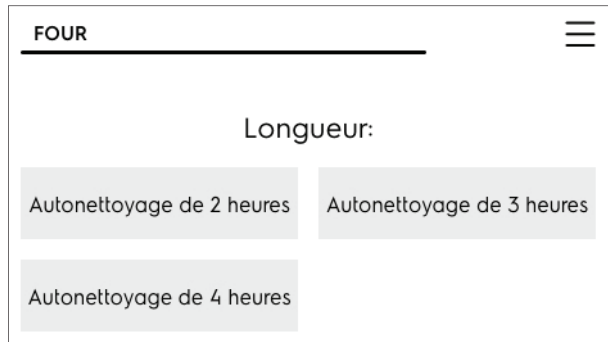 FOUR
Longueur:
Autonettoyage de 2 heures
Autonettoyage de 3 heures
Autonettoyage de 4 heures